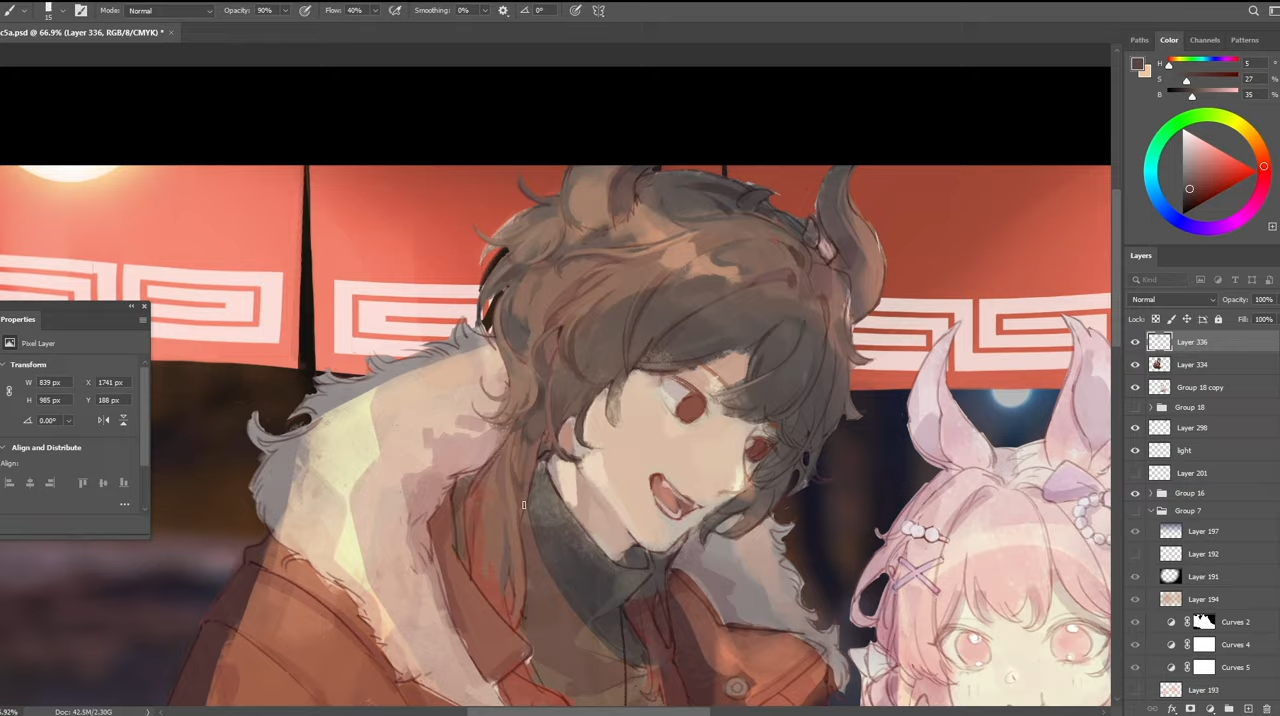 15 Mode: Normal Opacity: 90% Flow: 40% Smoothing: 0% 0°
c5a.psd @ 66.9% (Layer 336, RGB/8/CMYK) * ×
Paths Color Channels Patterns
H 5 °
S 27 %
B 35 %
Layers
Kind
Normal Opacity: 100%
Lock: Fill: 100%
Layer 336
Layer 334
Group 18 copy
Group 18
Layer 298
light
Layer 201
Group 16
Group 7
Layer 197
Layer 192
Layer 191
Layer 194
Curves 2
Curves 4
Curves 5
Layer 193
Properties
Pixel Layer
Transform
W 839 px X 1741 px
H 985 px Y 188 px
0.00°
Align and Distribute
Align:
...
Doc: 42.5M/2.30G
fx